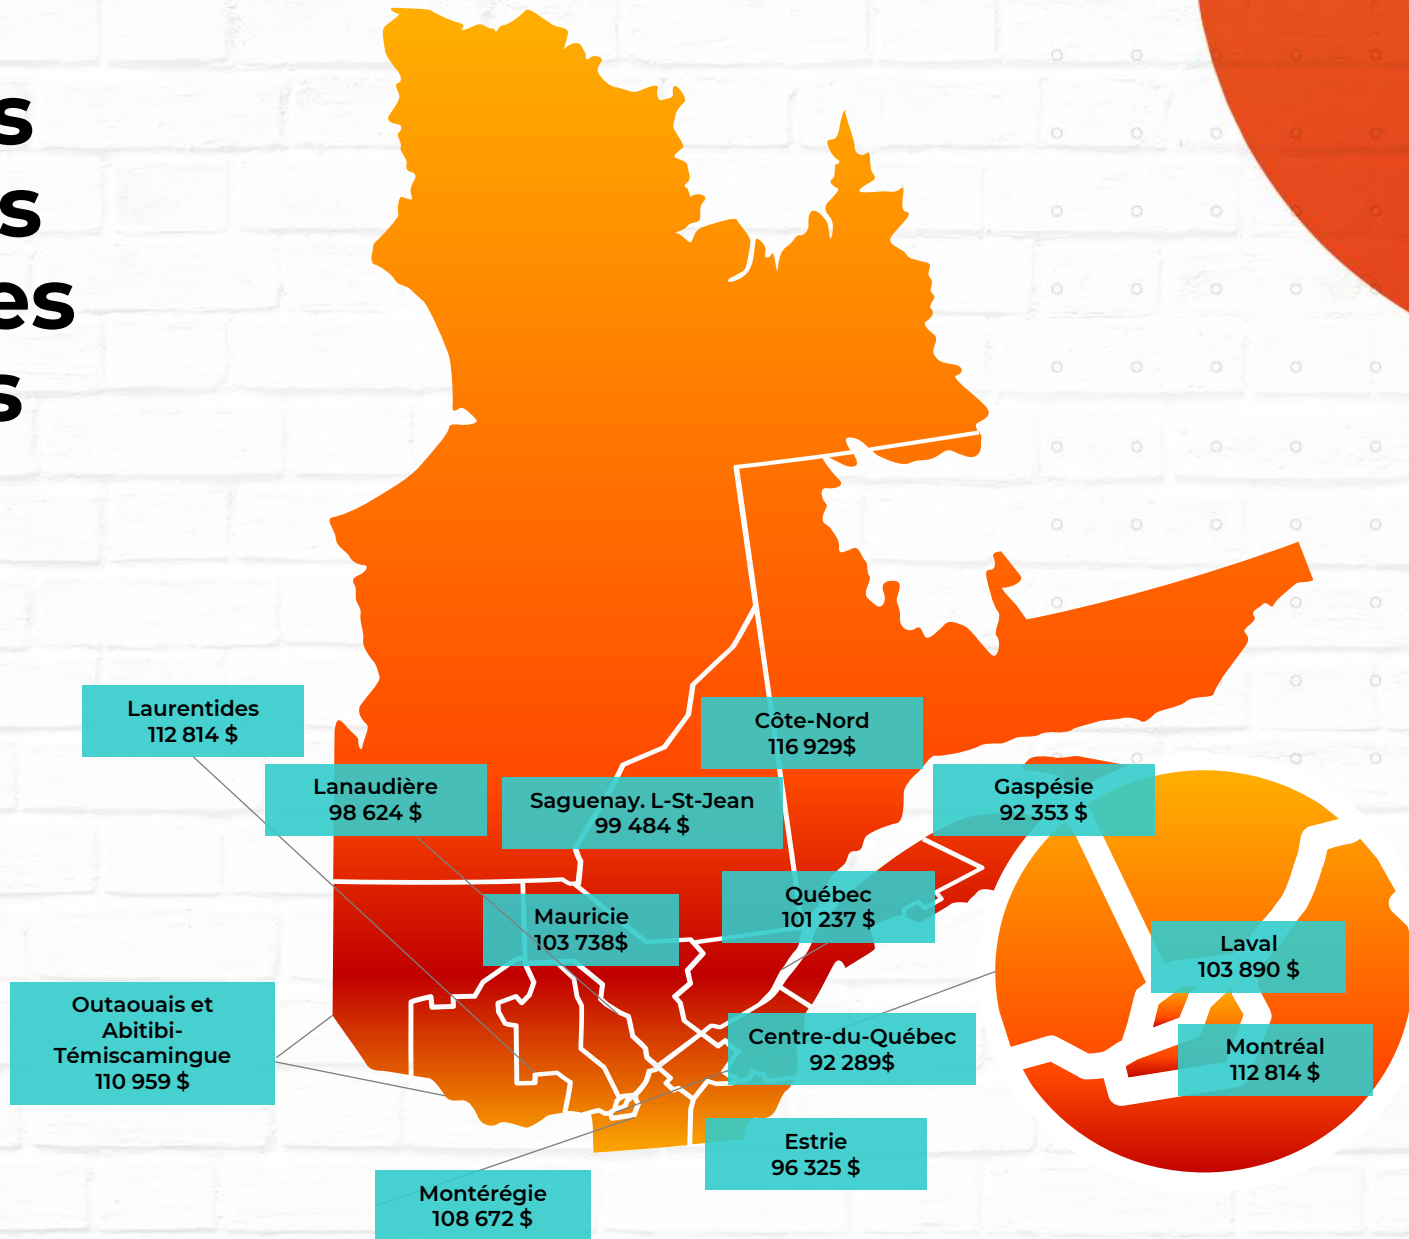 s
s
es
s
Laurentides
112 814 $
Côte-Nord
116 929$
Lanaudière
98 624 $
Saguenay. L-St-Jean
99 484 $
Gaspésie
92 353 $
Québec
101 237 $
Mauricie
103 738$
Laval
103 890 $
Outaouais et
Abitibi-
Témiscamingue
110 959 $
Centre-du-Québec
92 289$
Montréal
112 814 $
Estrie
96 325 $
Montérégie
108 672 $